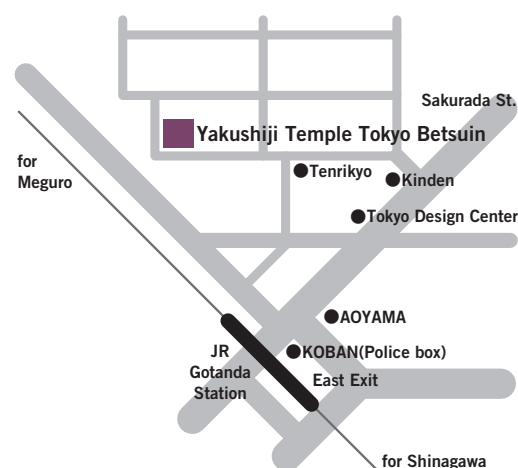 Sakurada St.
Yakushiji Temple Tokyo Betsuin
for
Meguro
Tenrikyo
Kinden
Tokyo Design Center
AOYAMA
JR
Gotanda
Station
KOBAN(Police box)
East Exit
for Shinagawa